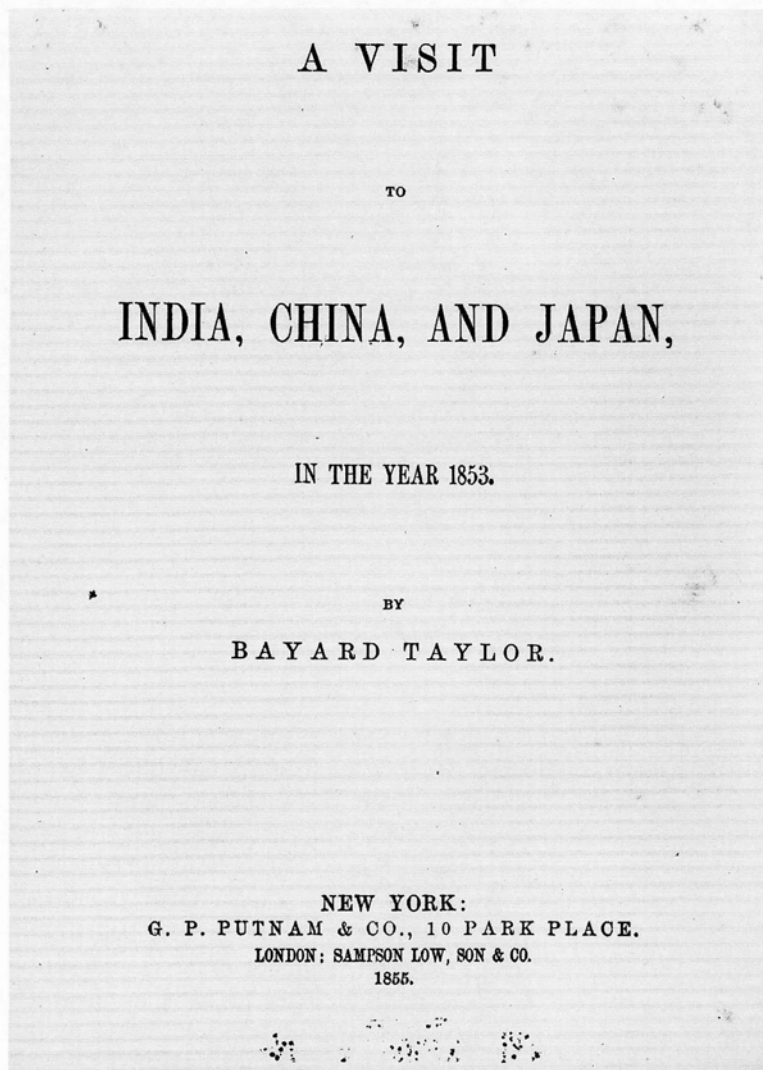 A VISIT
TO
INDIA, CHINA, AND JAPAN,
IN THE YEAR 1853.
BY
BAYARD TAYLOR.
NEW YORK:
G. P. PUTNAM & CO., 10 PARK PLACE.
LONDON: SAMPSON LOW, SON & CO.
1855.